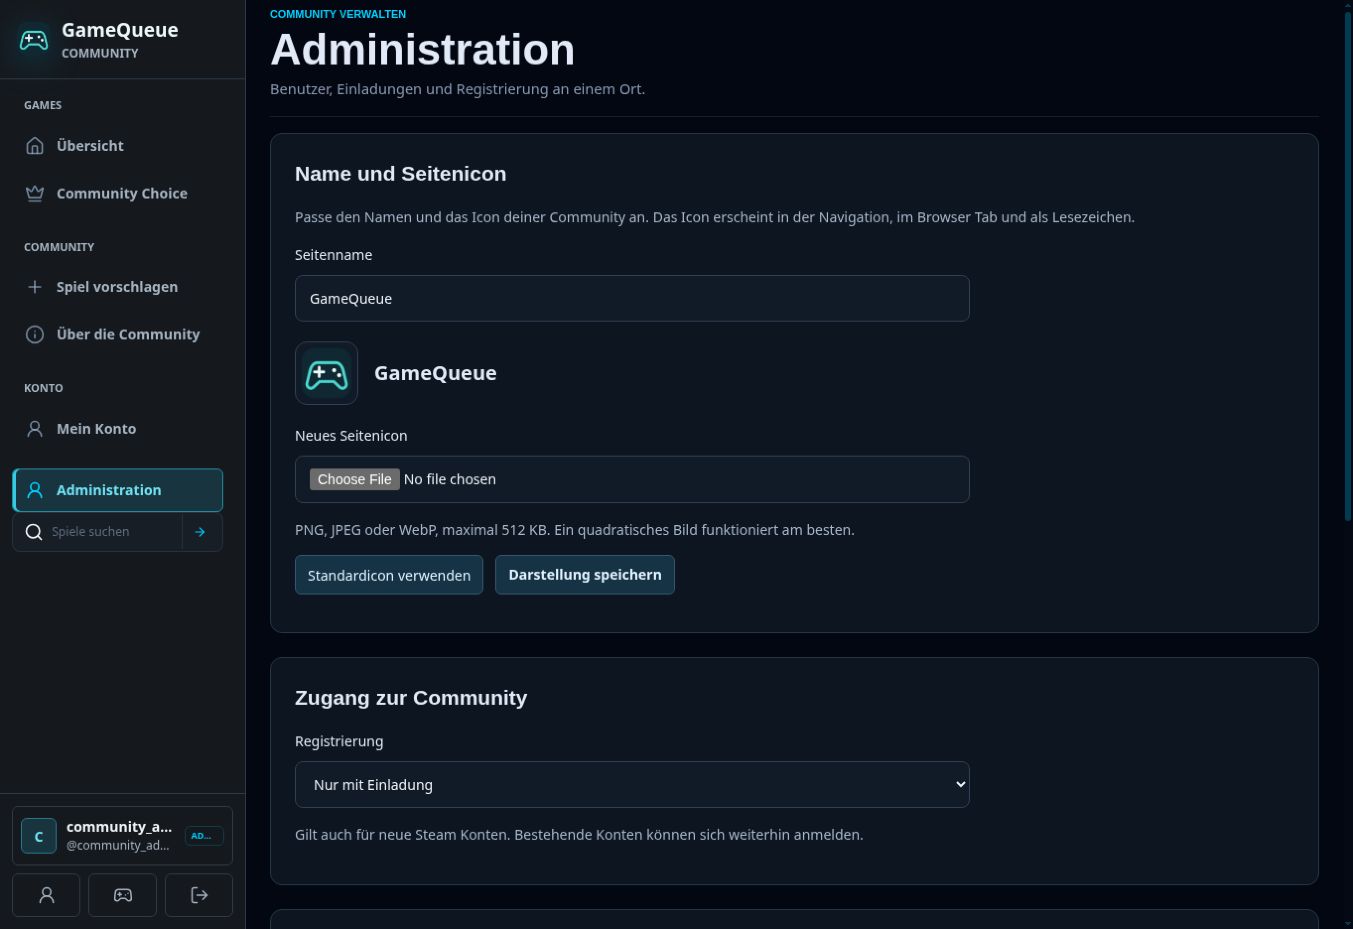 GameQueue
COMMUNITY
GAMES
Übersicht
Community Choice
COMMUNITY
Spiel vorschlagen
Über die Community
KONTO
Mein Konto
Administration
Spiele suchen
community_a...
AD...
@community_ad...
C
COMMUNITY VERWALTEN
Administration
Benutzer, Einladungen und Registrierung an einem Ort.
Name und Seitenicon
Passe den Namen und das Icon deiner Community an. Das Icon erscheint in der Navigation, im Browser Tab und als Lesezeichen.
Seitenname
GameQueue
GameQueue
Neues Seitenicon
Choose File No file chosen
PNG, JPEG oder WebP, maximal 512 KB. Ein quadratisches Bild funktioniert am besten.
Standardicon verwenden
Darstellung speichern
Zugang zur Community
Registrierung
Nur mit Einladung
Gilt auch für neue Steam Konten. Bestehende Konten können sich weiterhin anmelden.